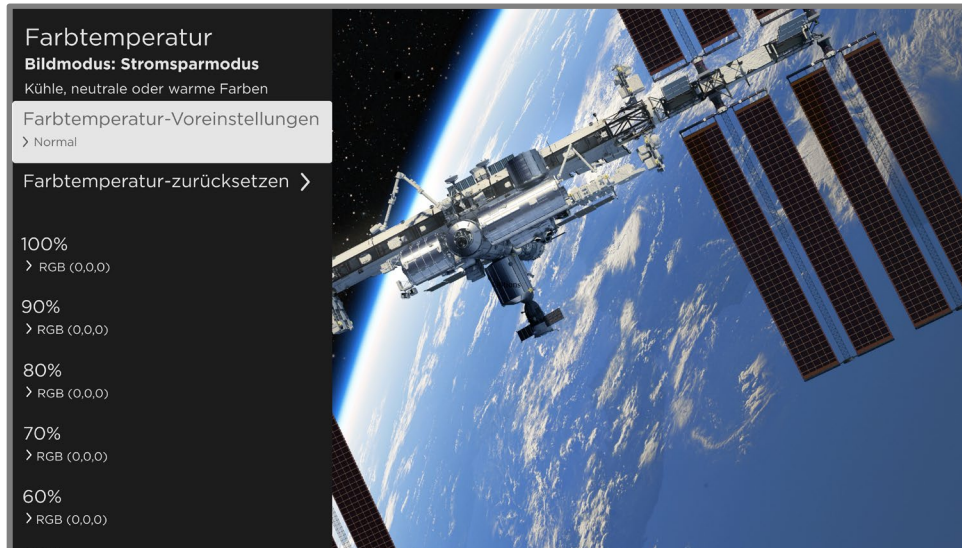 Farbtemperatur
Bildmodus: Stromsparmodus
Kühle, neutrale oder warme Farben
Farbtemperatur-Voreinstellungen
> Normal
Farbtemperatur-zurücksetzen >
100%
> RGB (0,0,0)
90%
> RGB (0,0,0)
80%
> RGB (0,0,0)
70%
> RGB (0,0,0)
60%
> RGB (0,0,0)